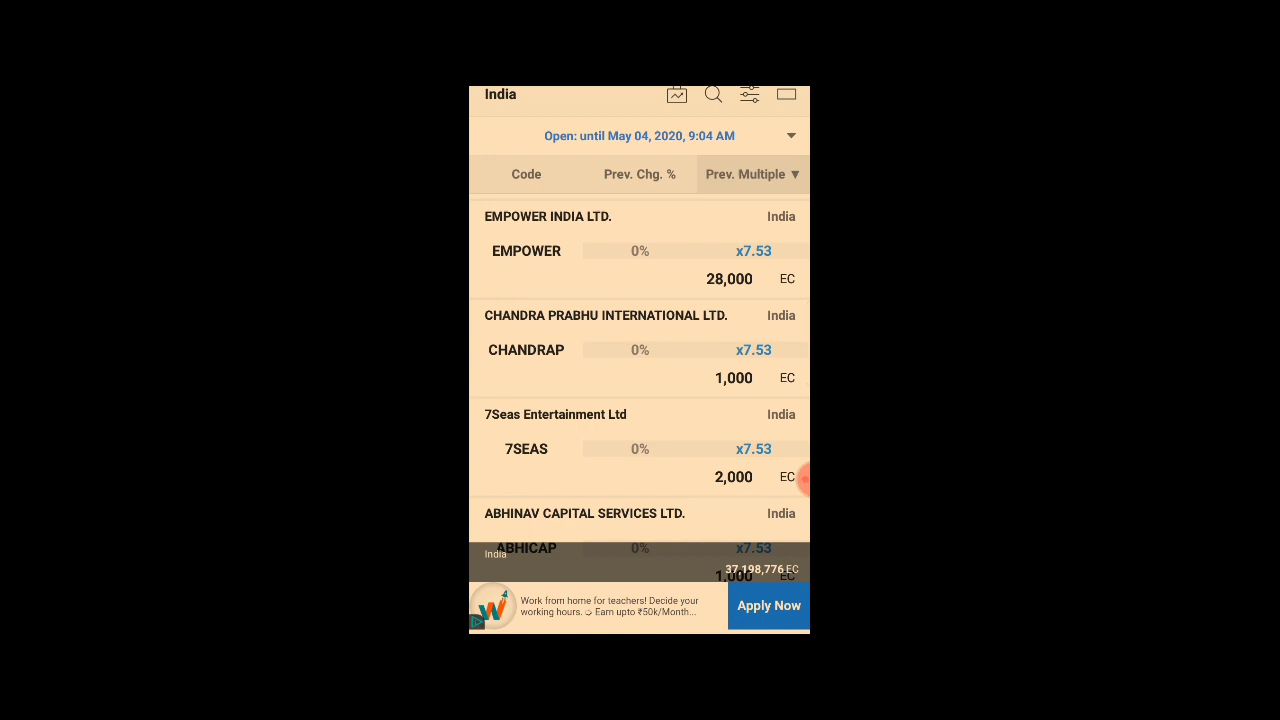 India
Open: until May 04, 2020, 9:04 AM
Code Prev. Chg. % Prev. Multiple ▼
EMPOWER INDIA LTD. India
EMPOWER 0% x7.53
28,000 EC
CHANDRA PRABHU INTERNATIONAL LTD. India
CHANDRAP 0% x7.53
1,000 EC
7Seas Entertainment Ltd India
7SEAS 0% x7.53
2,000 EC
ABHINAV CAPITAL SERVICES LTD. India
ABHICAP 0% x7.53
India
37,198,776 EC
1,000 EC
Work from home for teachers! Decide your
working hours. ➭ Earn upto ₹50k/Month...
Apply Now